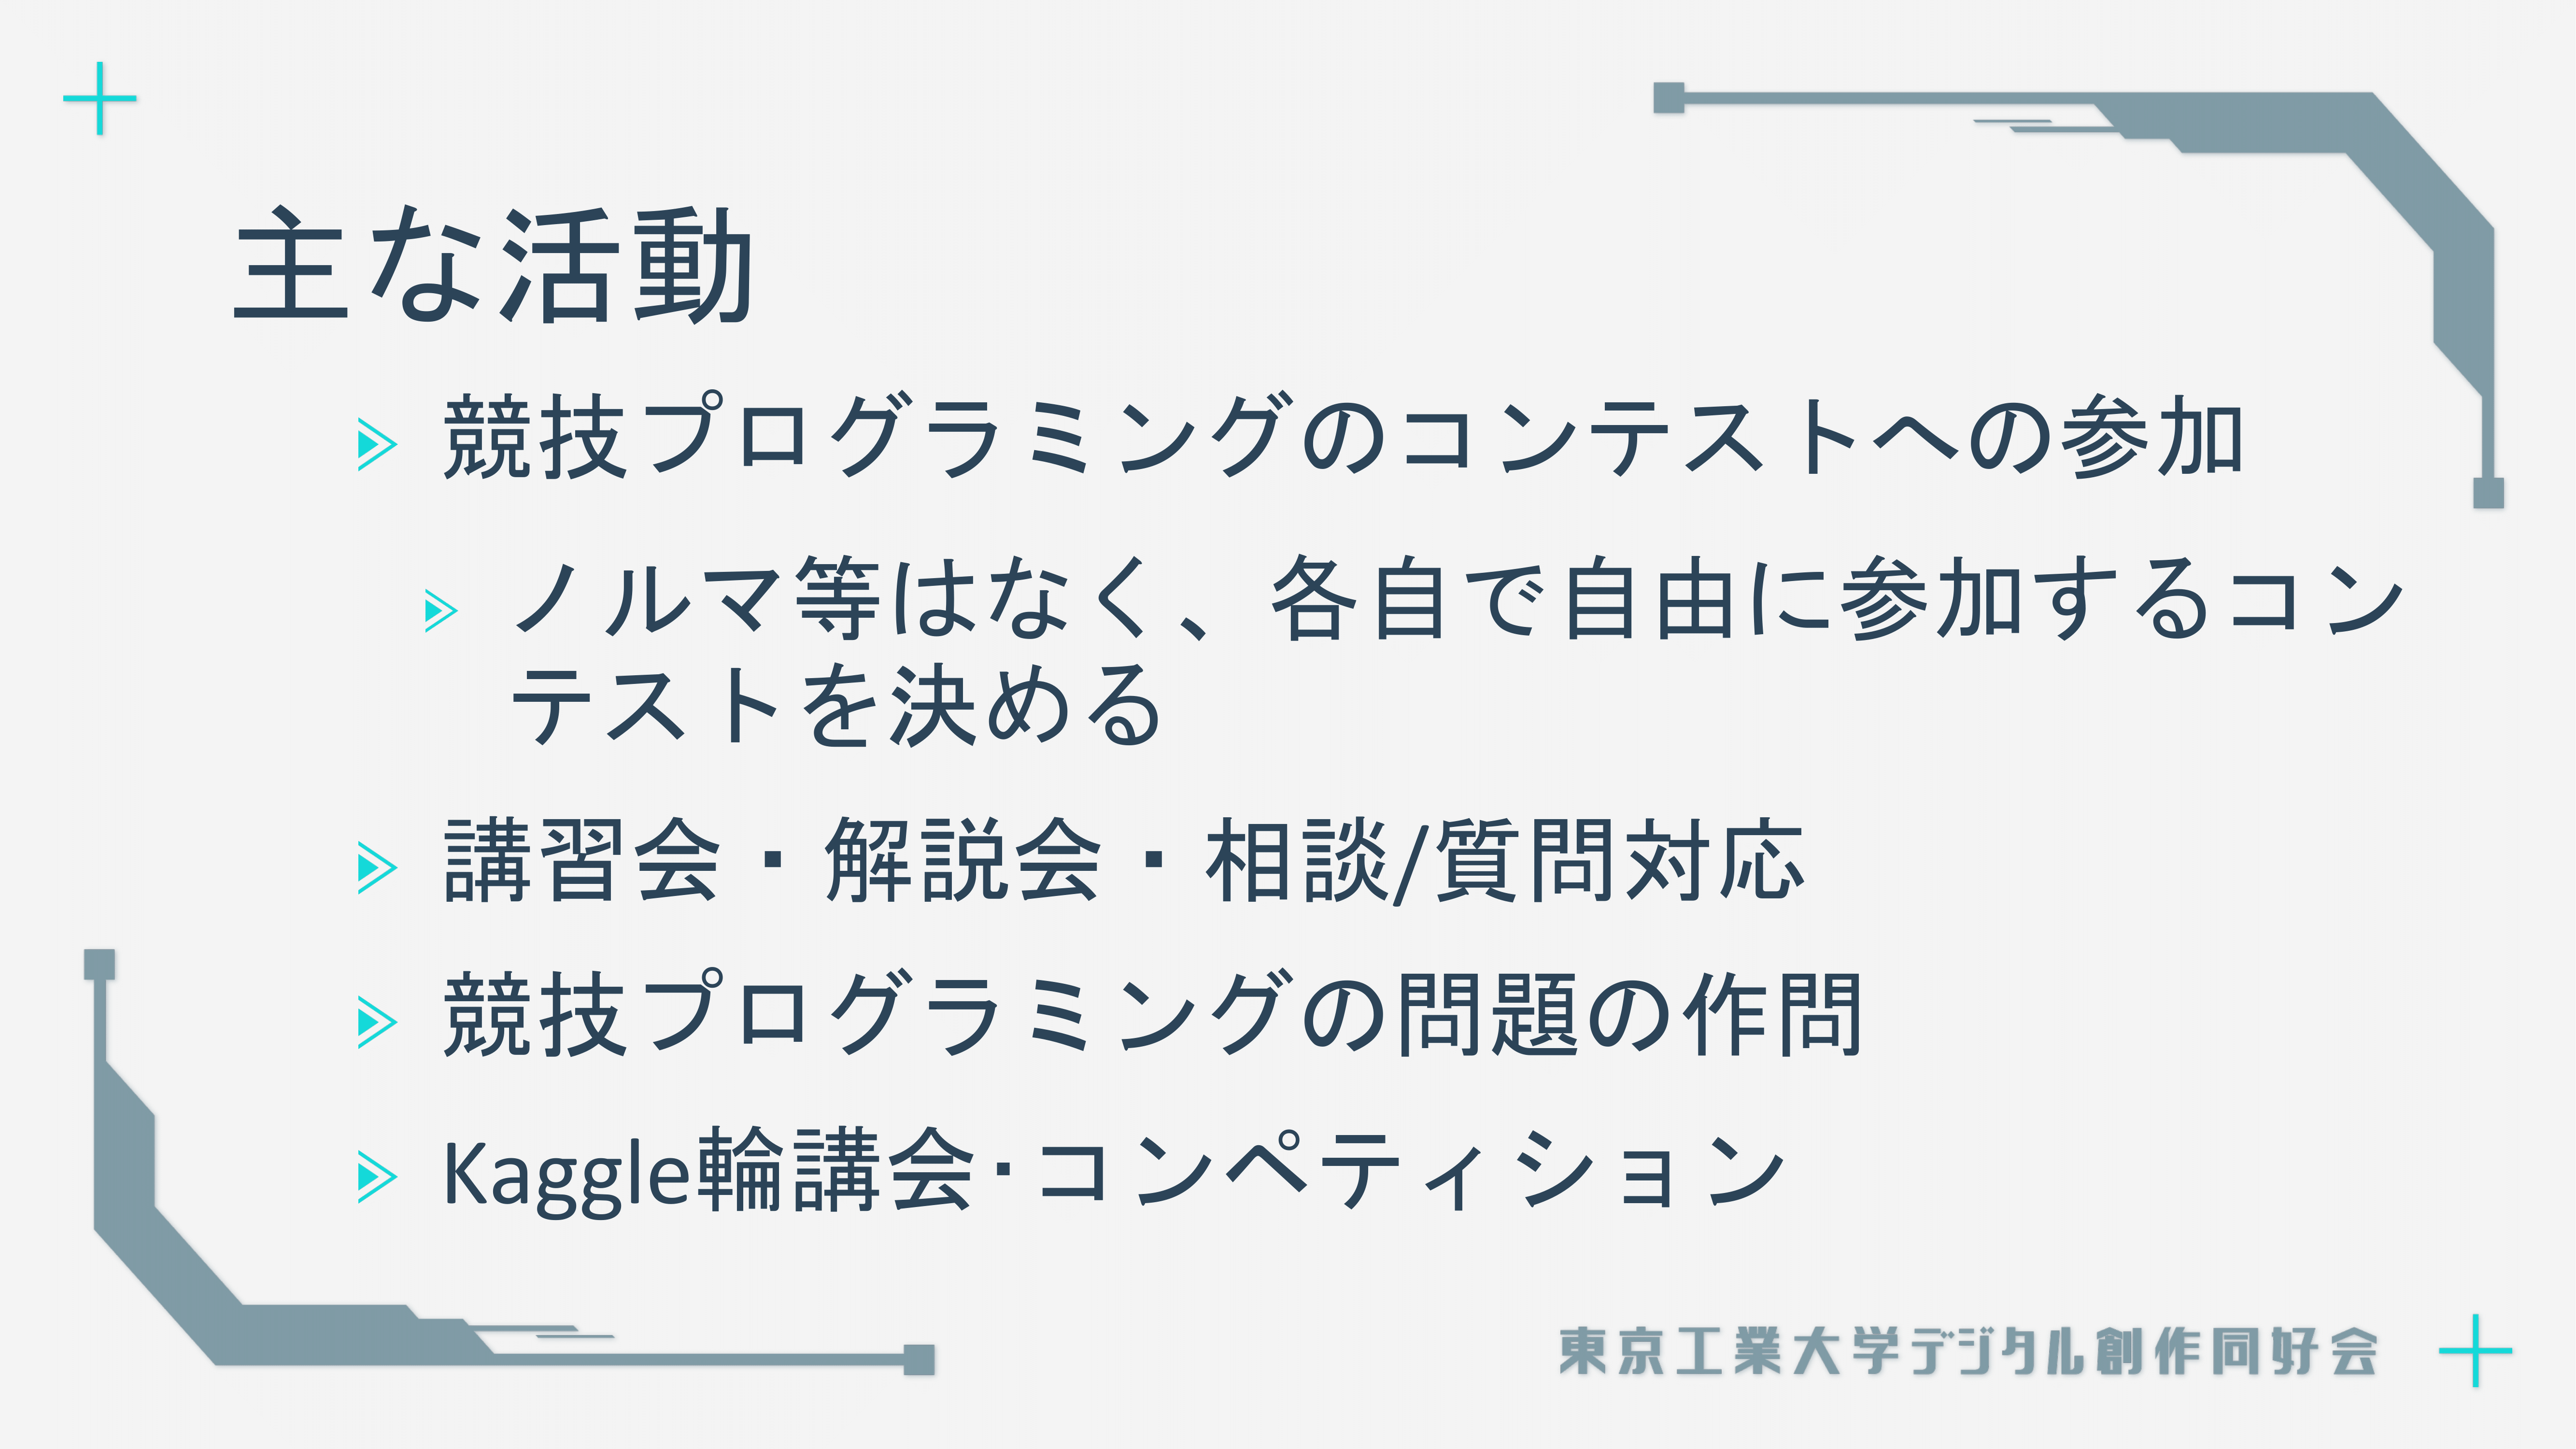 主な活動
競技プログラミングのコンテストへの参加
ノルマ等はなく、各自で自由に参加するコン
テストを決める
講習会・解説会・相談/質問対応
競技プログラミングの問題の作問
Kaggle輪講会･コンペティション
東京工業大学デジタル創作同好会